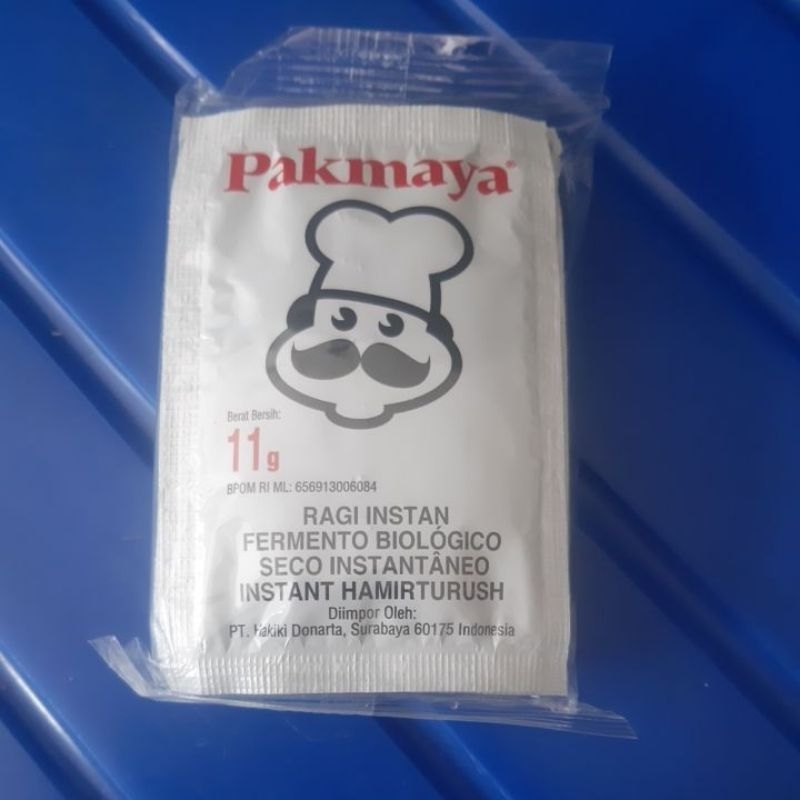 Pakmaya®
Berat Bersih:
11g
BPOM RI ML: 656913006084
RAGI INSTAN
FERMENTO BIOLÓGICO
SECO INSTANTÂNEO
INSTANT HAMIRTURUSH
Diimpor Oleh:
PT. Hakiki Donarta, Surabaya 60175 Indonesia